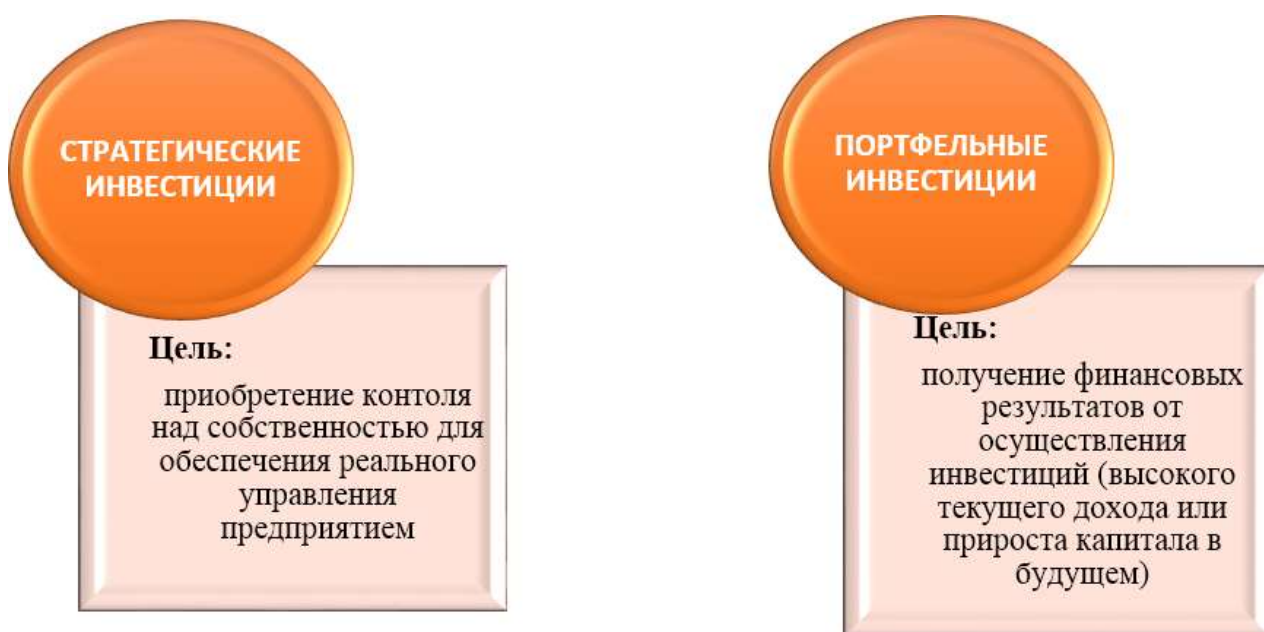 СТРАТЕГИЧЕСКИЕ
ИНВЕСТИЦИИ
Цель:
приобретение контоля
над собственностью для
обеспечения реального
управления
предприятием
ПОРТФЕЛЬНЫЕ
ИНВЕСТИЦИИ
Цель:
получение финансовых
результатов от
осуществления
инвестиций (высокого
текущего дохода или
прироста капитала в
будущем)